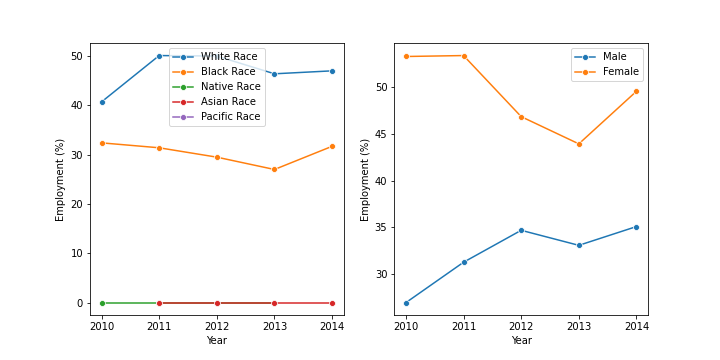 White Race
Black Race
Native Race
Asian Race
Pacific Race
50
40
30
20
10
0
Employment (%)
2010 2011 2012 2013 2014
Year
Male
Female
50
45
40
35
30
Employment (%)
2010 2011 2012 2013 2014
Year